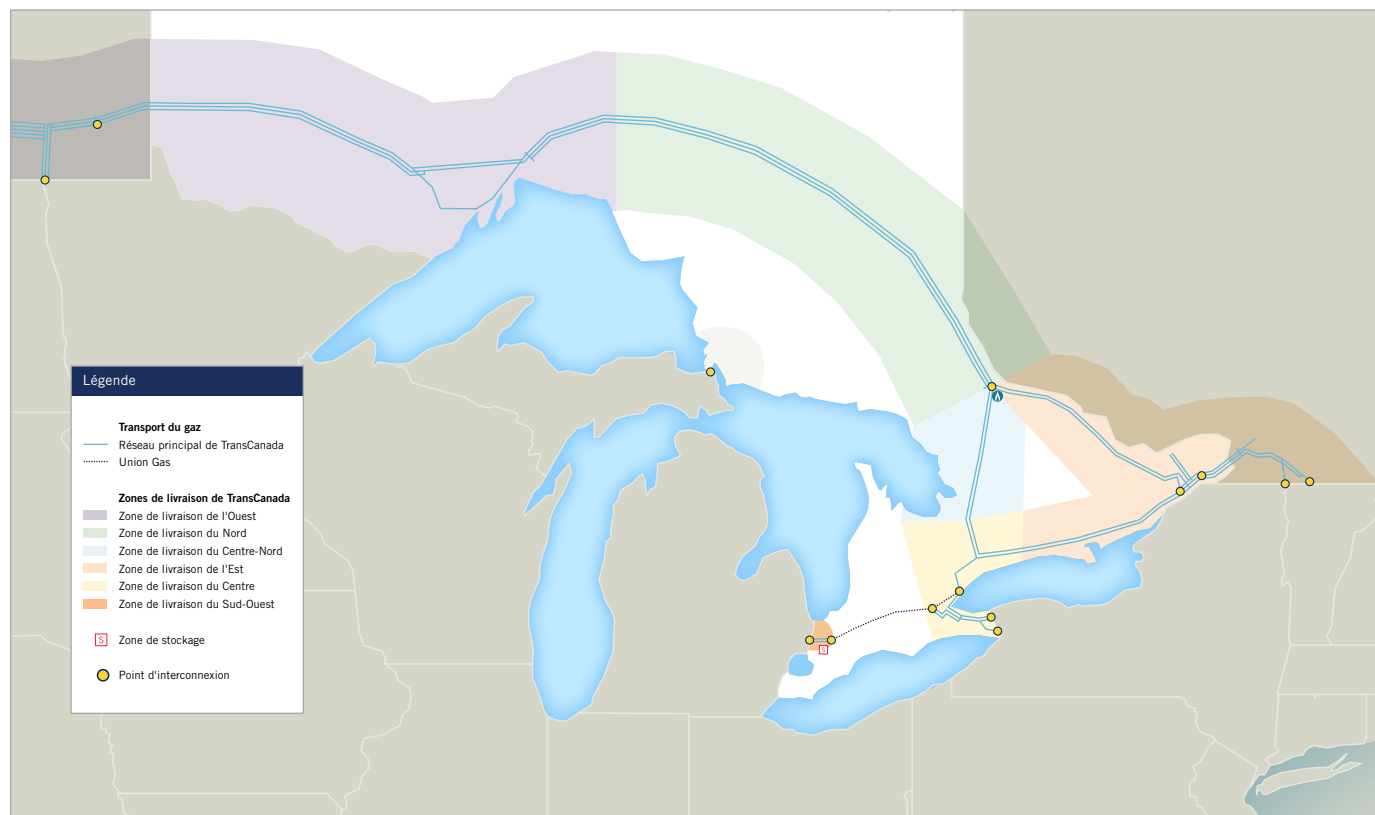 Légende
Transport du gaz
Réseau principal de TransCanada
Union Gas
Zones de livraison de TransCanada
Zone de livraison de l'Ouest
Zone de livraison du Nord
Zone de livraison du Centre-Nord
Zone de livraison de l'Est
Zone de livraison du Centre
Zone de livraison du Sud-Ouest
S Zone de stockage
Point d'interconnexion
S